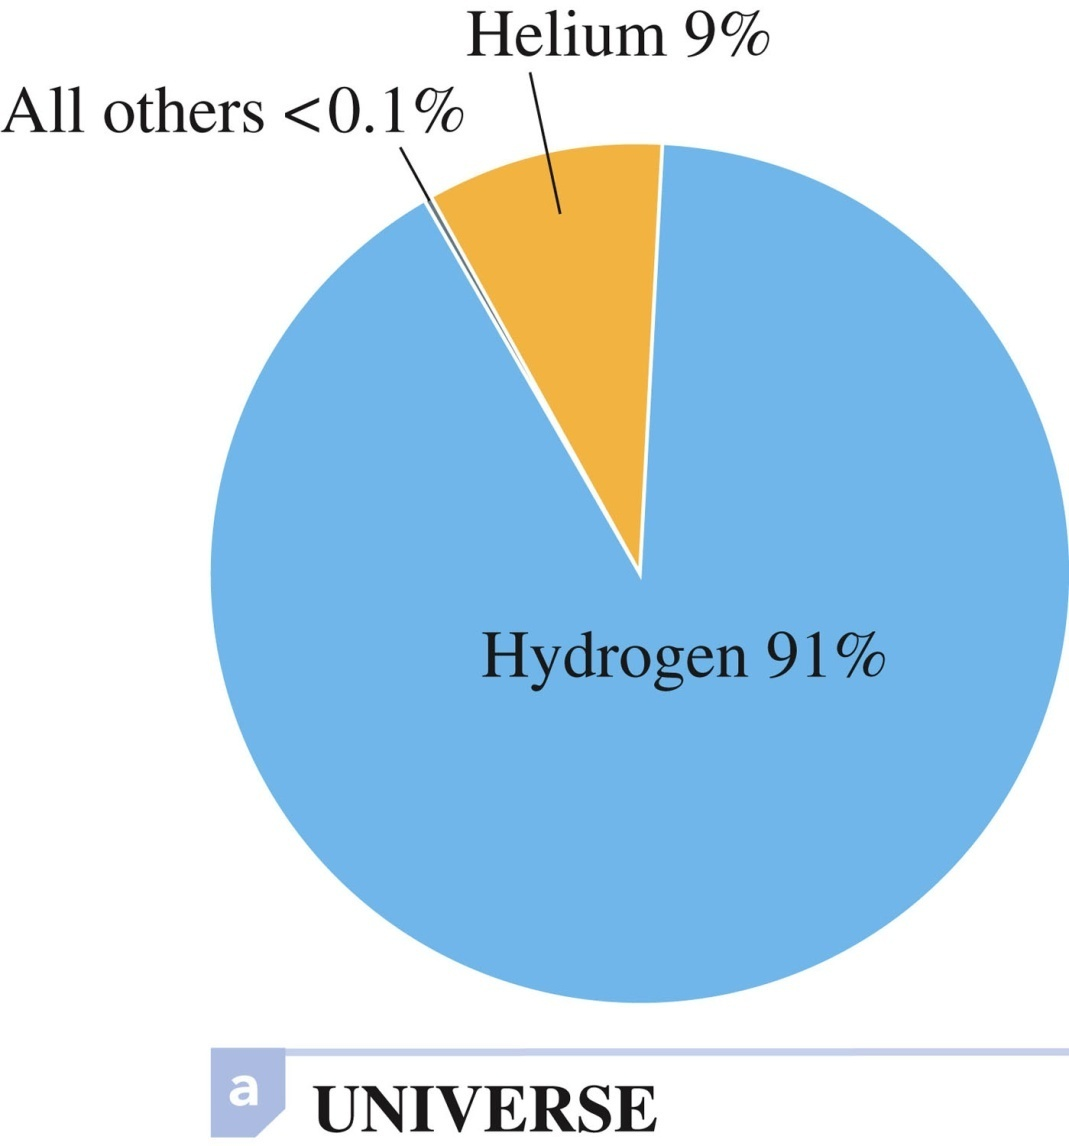 Helium 9%
All others <0.1%
Hydrogen 91%
a UNIVERSE